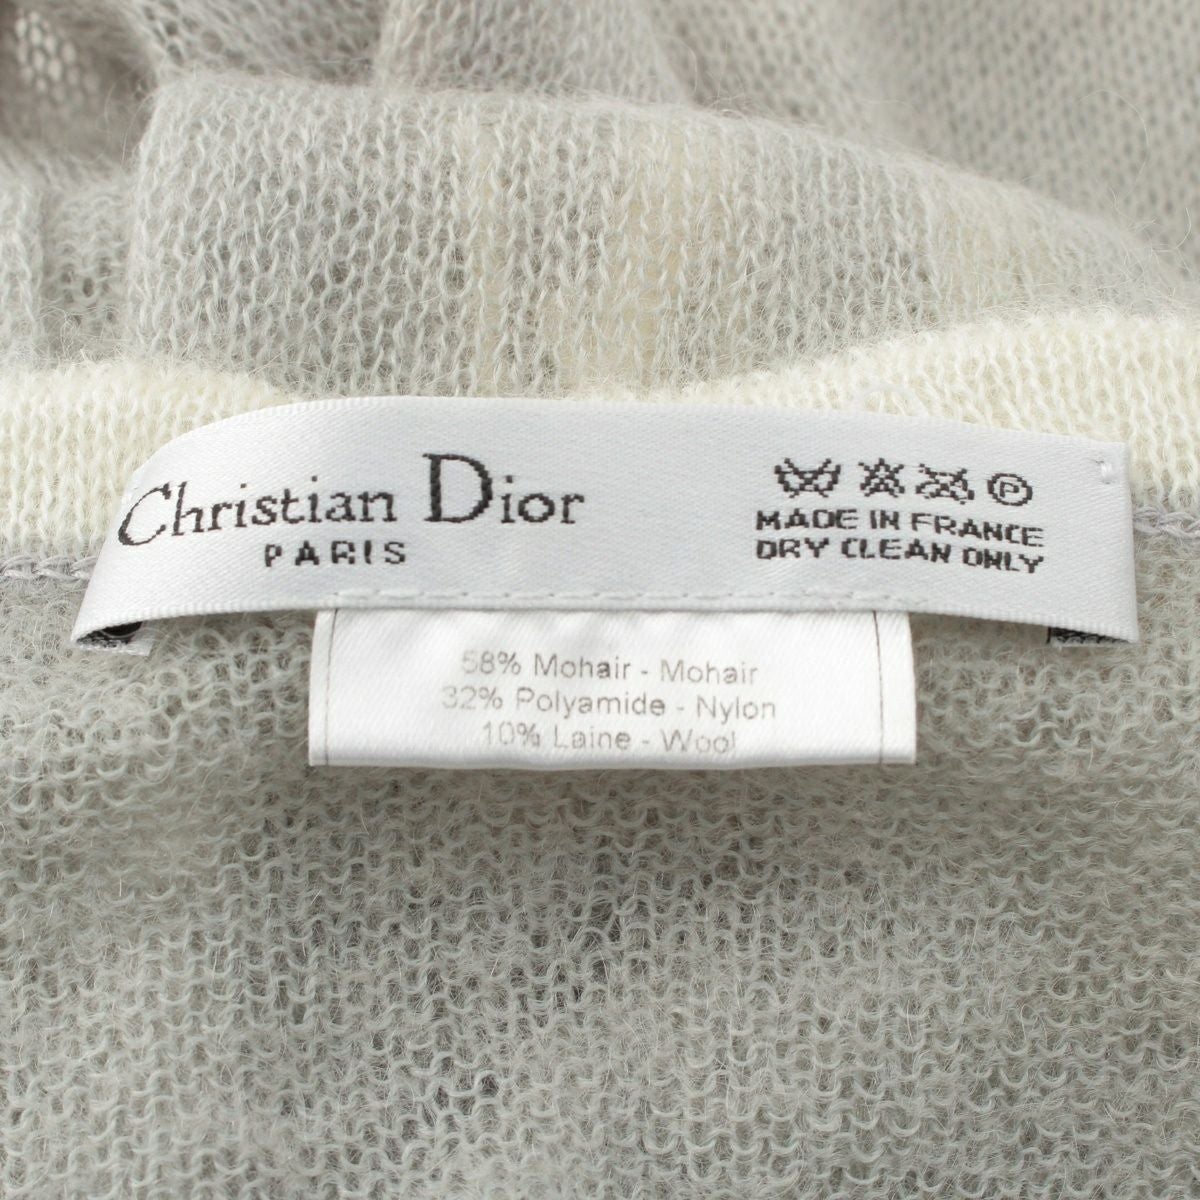 Christian Dior
PARIS
P
MADE IN FRANCE
DRY CLEAN ONLY
58% Mohair - Mohair
32% Polyamide - Nylon
10% Laine - Wool